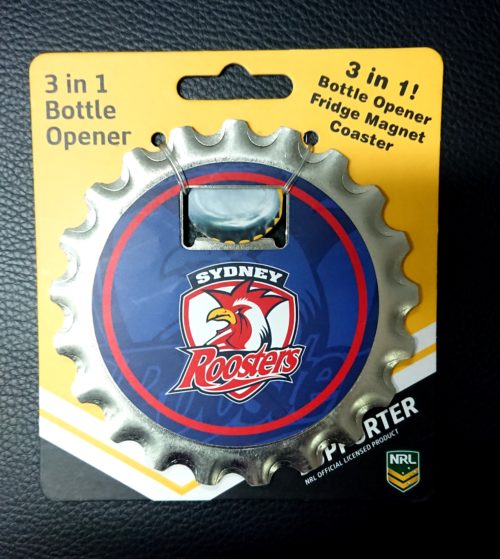 3 in 1
Bottle
Opener
3 in 1!
Bottle Opener
Fridge Magnet
Coaster
SYDNEY
Roosters
PORTER
NRL OFFICIAL LICENSED PRODUCT
NRL